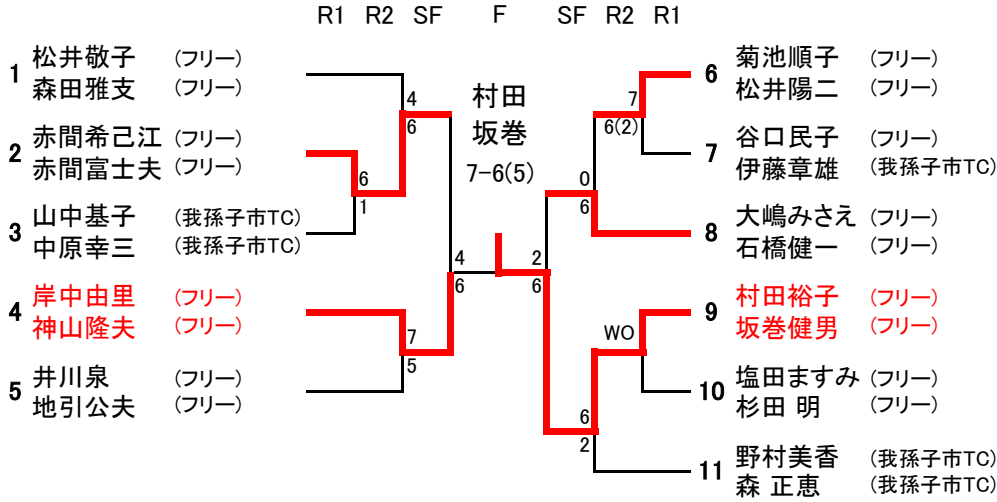 R1 R2 SF F SF R2 R1
1 松井敬子 (フリー)
森田雅支 (フリー)
2 赤間希己江 (フリー)
赤間富士夫 (フリー)
3 山中基子 (我孫子市TC)
中原幸三 (我孫子市TC)
4 岸中由里 (フリー)
神山隆夫 (フリー)
5 井川泉 (フリー)
地引公夫 (フリー)
4
6
6
1
7
5
4
6
村田
坂巻
7-6(5)
2
6
7
6(2)
0
6
WO
6
2
6 菊池順子 (フリー)
松井陽二 (フリー)
7 谷口民子 (フリー)
伊藤章雄 (我孫子市TC)
8 大嶋みさえ (フリー)
石橋健一 (フリー)
9 村田裕子 (フリー)
坂巻健男 (フリー)
10 塩田ますみ (フリー)
杉田 明 (フリー)
11 野村美香 (我孫子市TC)
森 正恵 (我孫子市TC)